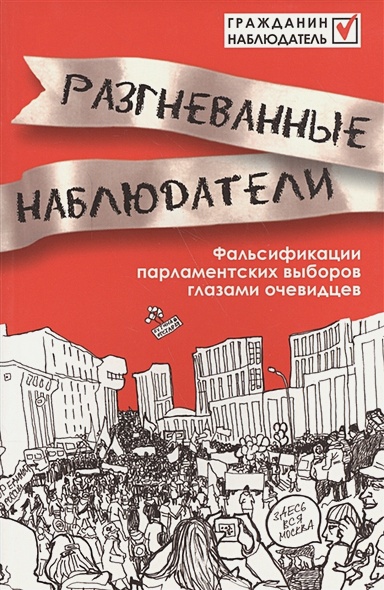 ГРАЖДАНИН
НАБЛЮДАТЕЛЬ
РАЗГНЕВАННЫЕ
НАБЛЮДАТЕЛИ
Фальсификации
парламентских выборов
глазами очевидцев
ЗДЕСЬ
ВСЯ
МОСКВА